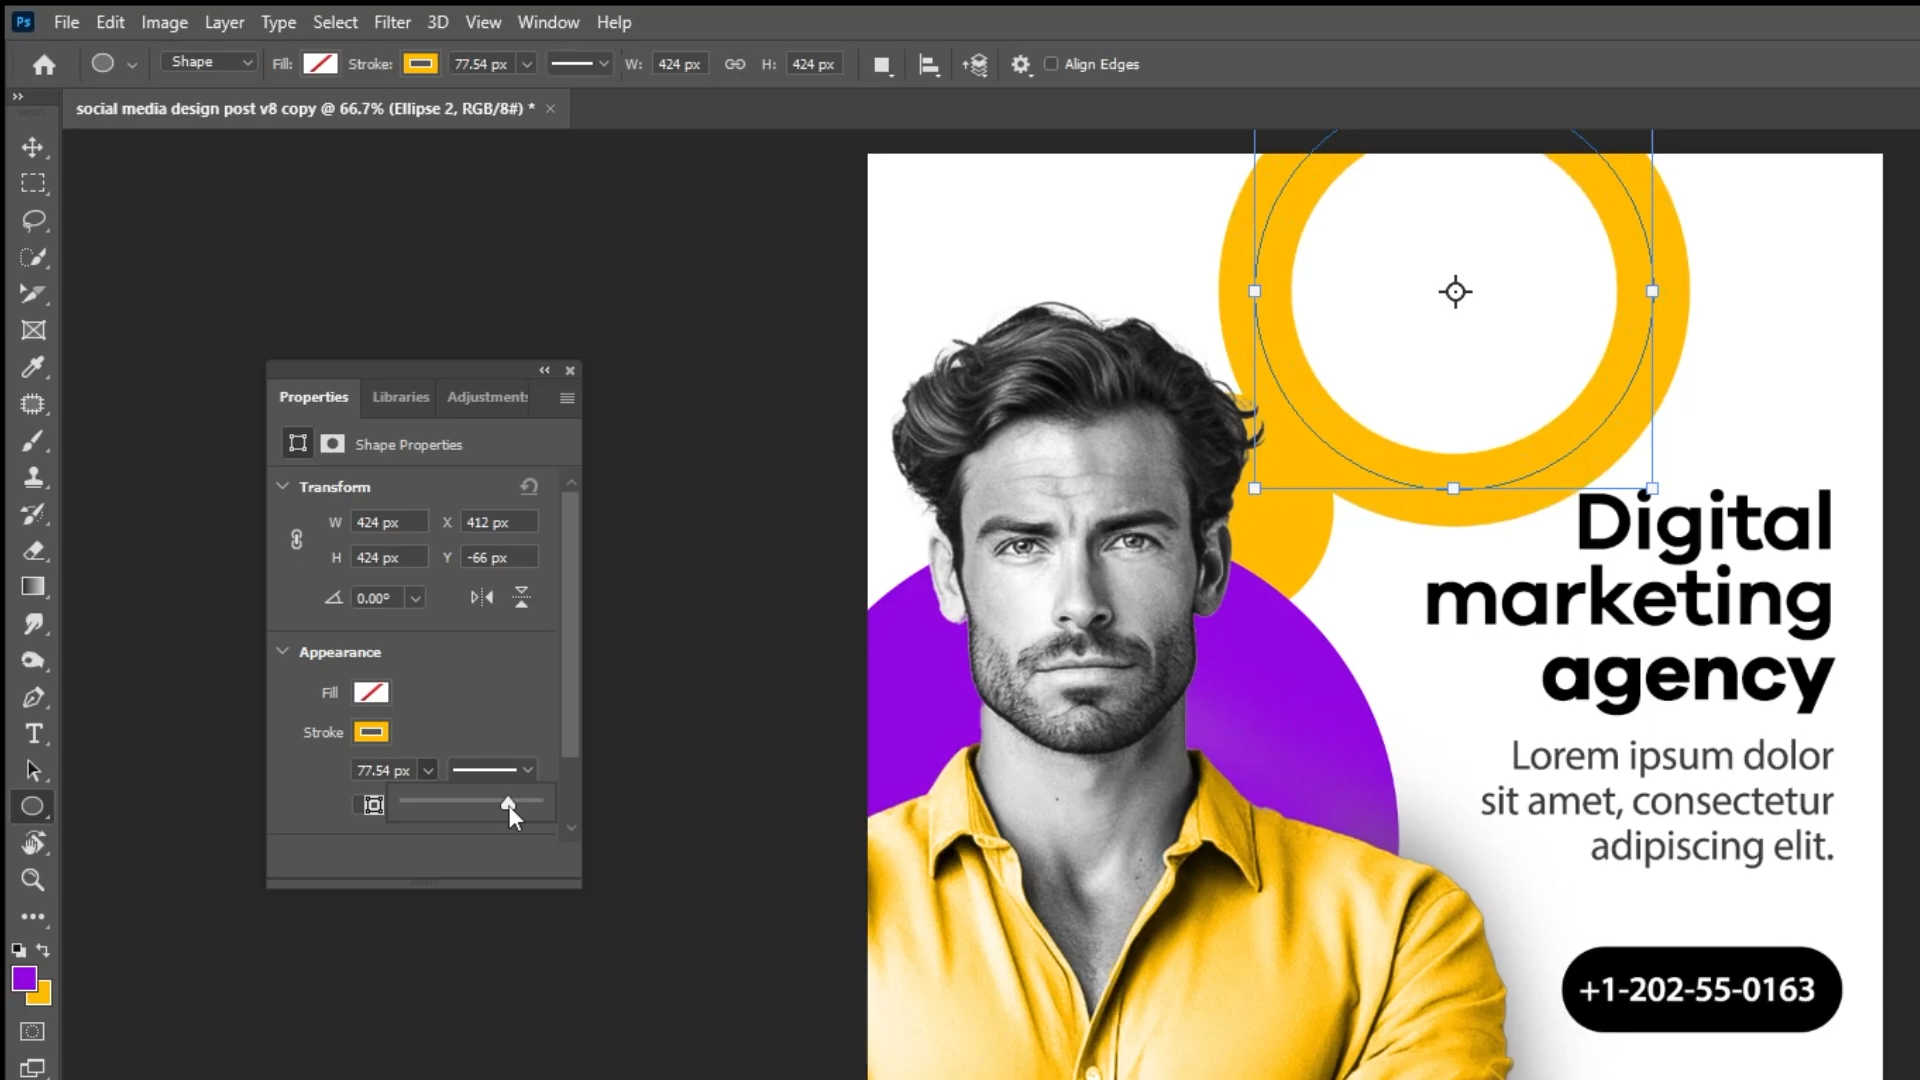 Ps File Edit Image Layer Type Select Filter 3D View Window Help
Shape Fill: Stroke: 77.54 px W: 424 px H: 424 px Align Edges
social media design post v8 copy @ 66.7% (Ellipse 2, RGB/8#) *
Properties Libraries Adjustments
Shape Properties
Transform
W 424 px X 412 px
H 424 px Y -66 px
0.00°
Appearance
Fill
Stroke
77.54 px
Digital
marketing
agency
Lorem ipsum dolor
sit amet, consectetur
adipiscing elit.
+1-202-55-0163